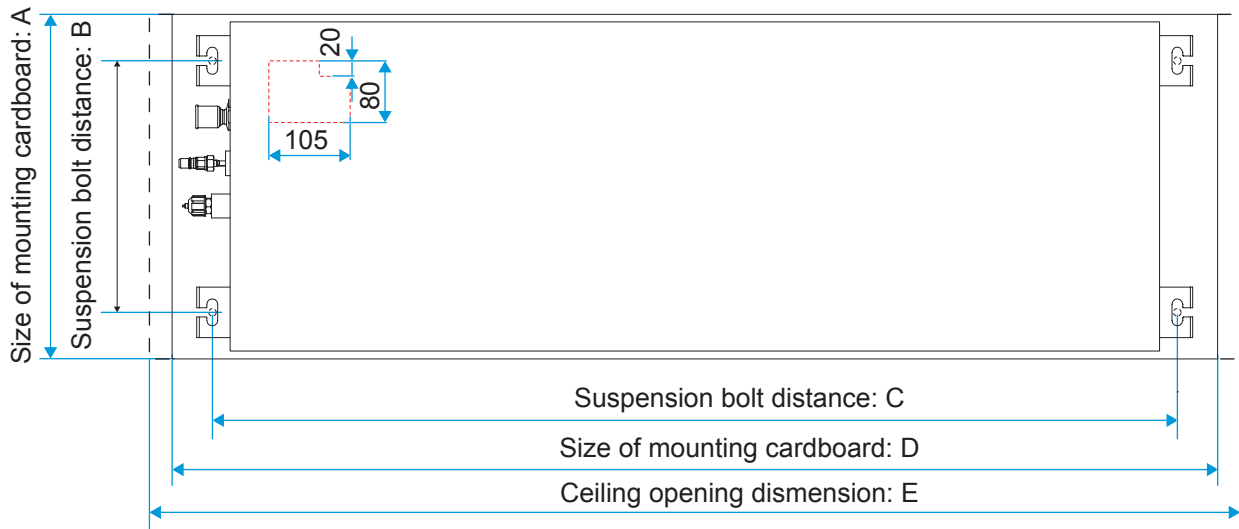 Size of mounting cardboard: A
Suspension bolt distance: B
20
80
105
Suspension bolt distance: C
Size of mounting cardboard: D
Ceiling opening dismension: E